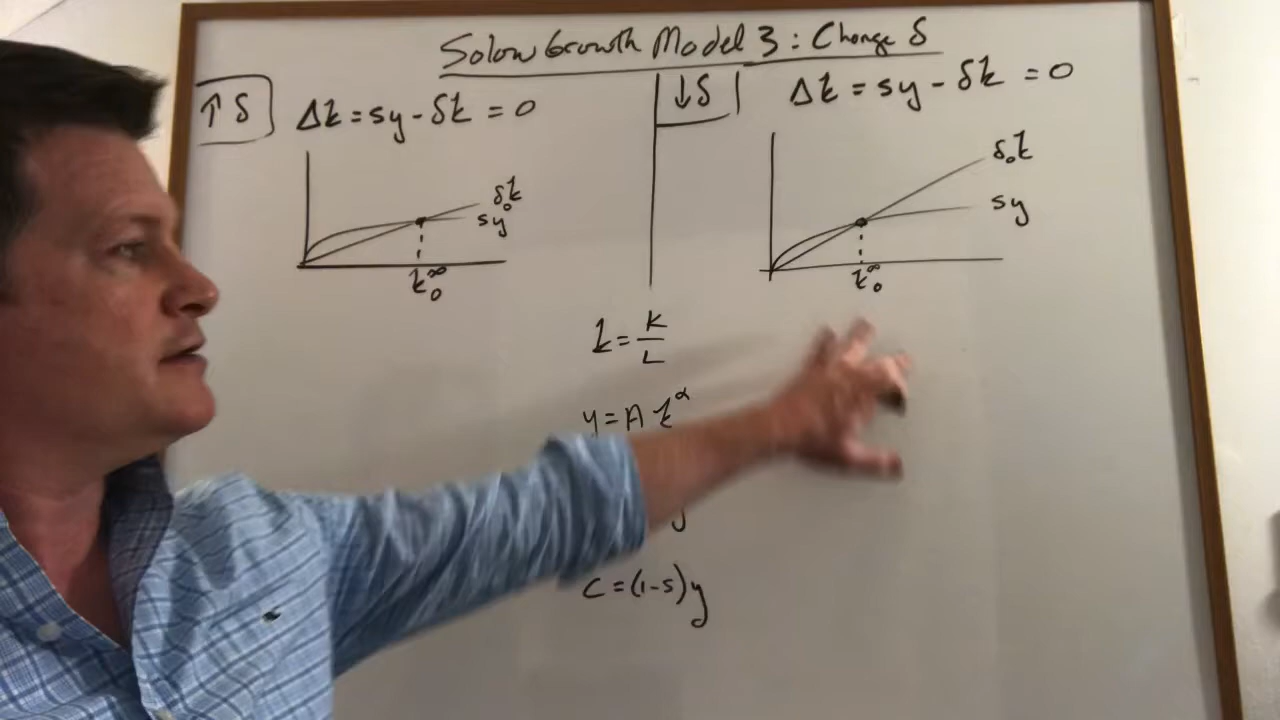 Solow Growth Model 3: Change δ
↑ δ
Δk = sy - δk = 0
δ₀k
sy
k₀^∞
↓ δ
Δk = sy - δk = 0
δ₀k
sy
k₀^∞
k = K/L
y = A k^α
y
c = (1-s)y